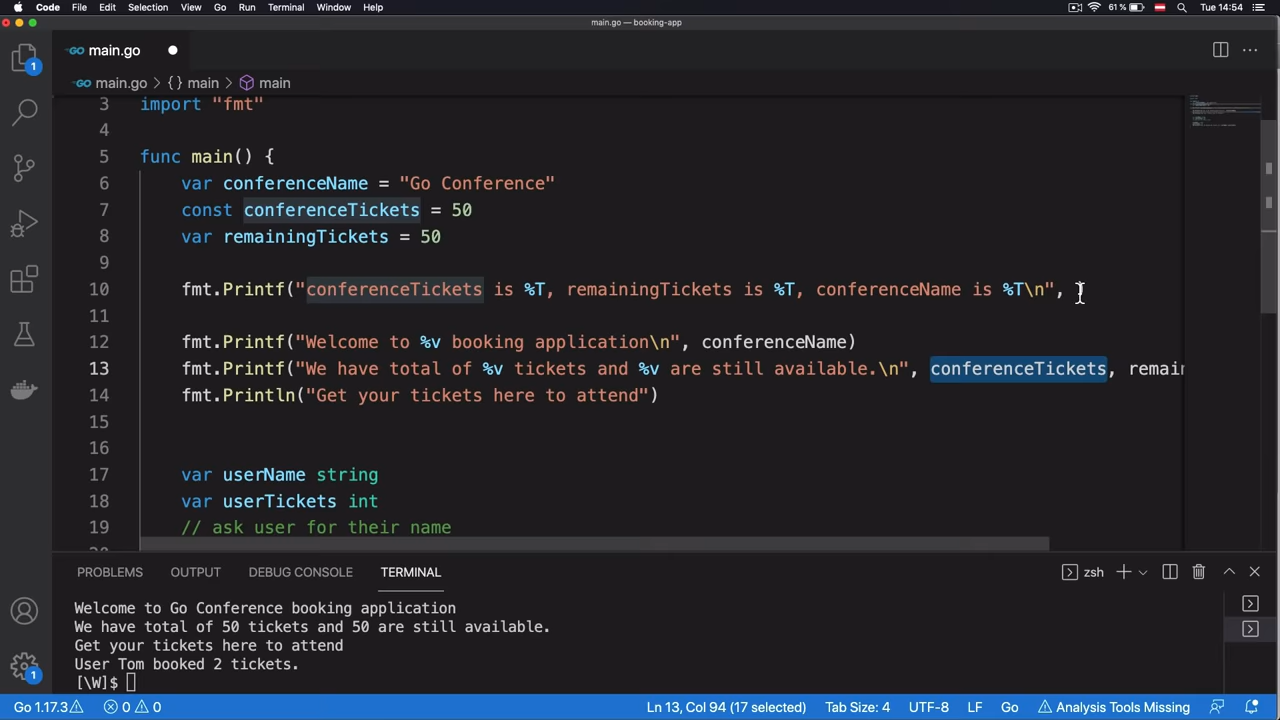 Code File Edit Selection View Go Run Terminal Window Help 61 % Tue 14:54
main.go — booking-app
GO main.go
GO main.go > { } main > main
3 import "fmt"
4
5 func main() {
6 var conferenceName = "Go Conference"
7 const conferenceTickets = 50
8 var remainingTickets = 50
9
10 fmt.Printf("conferenceTickets is %T, remainingTickets is %T, conferenceName is %T\n",
11
12 fmt.Printf("Welcome to %v booking application\n", conferenceName)
13 fmt.Printf("We have total of %v tickets and %v are still available.\n", conferenceTickets, remain
14 fmt.Println("Get your tickets here to attend")
15
16
17 var userName string
18 var userTickets int
19 // ask user for their name
PROBLEMS OUTPUT DEBUG CONSOLE TERMINAL zsh
Welcome to Go Conference booking application
We have total of 50 tickets and 50 are still available.
Get your tickets here to attend
User Tom booked 2 tickets.
[\W]$
1
1
Go 1.17.3 0 0 Ln 13, Col 94 (17 selected) Tab Size: 4 UTF-8 LF Go Analysis Tools Missing